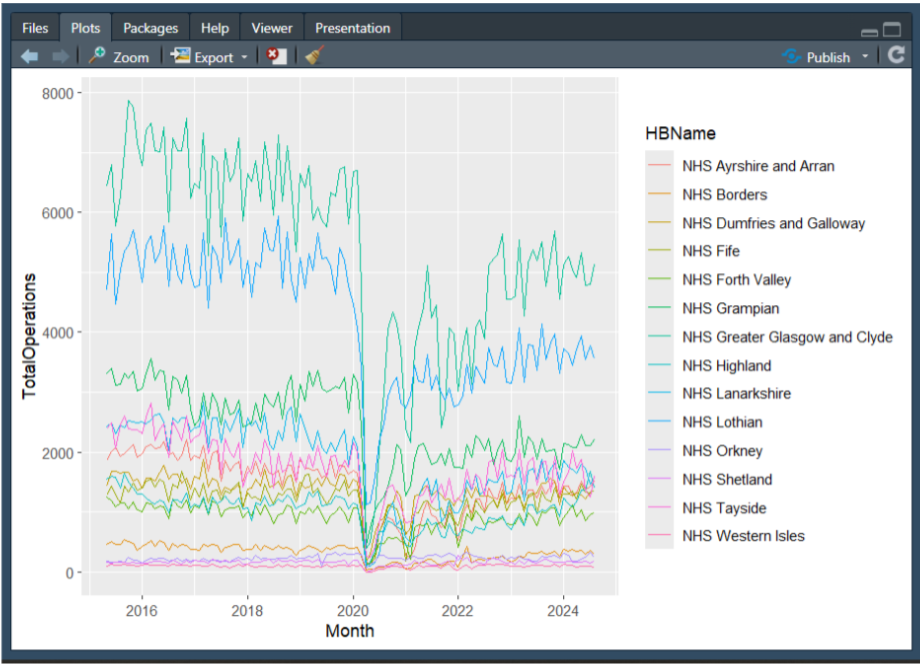 Files Plots Packages Help Viewer Presentation
Zoom Export Publish
8000
6000
4000
2000
0
TotalOperations
2016 2018 2020 2022 2024
Month
HBName
NHS Ayrshire and Arran
NHS Borders
NHS Dumfries and Galloway
NHS Fife
NHS Forth Valley
NHS Grampian
NHS Greater Glasgow and Clyde
NHS Highland
NHS Lanarkshire
NHS Lothian
NHS Orkney
NHS Shetland
NHS Tayside
NHS Western Isles